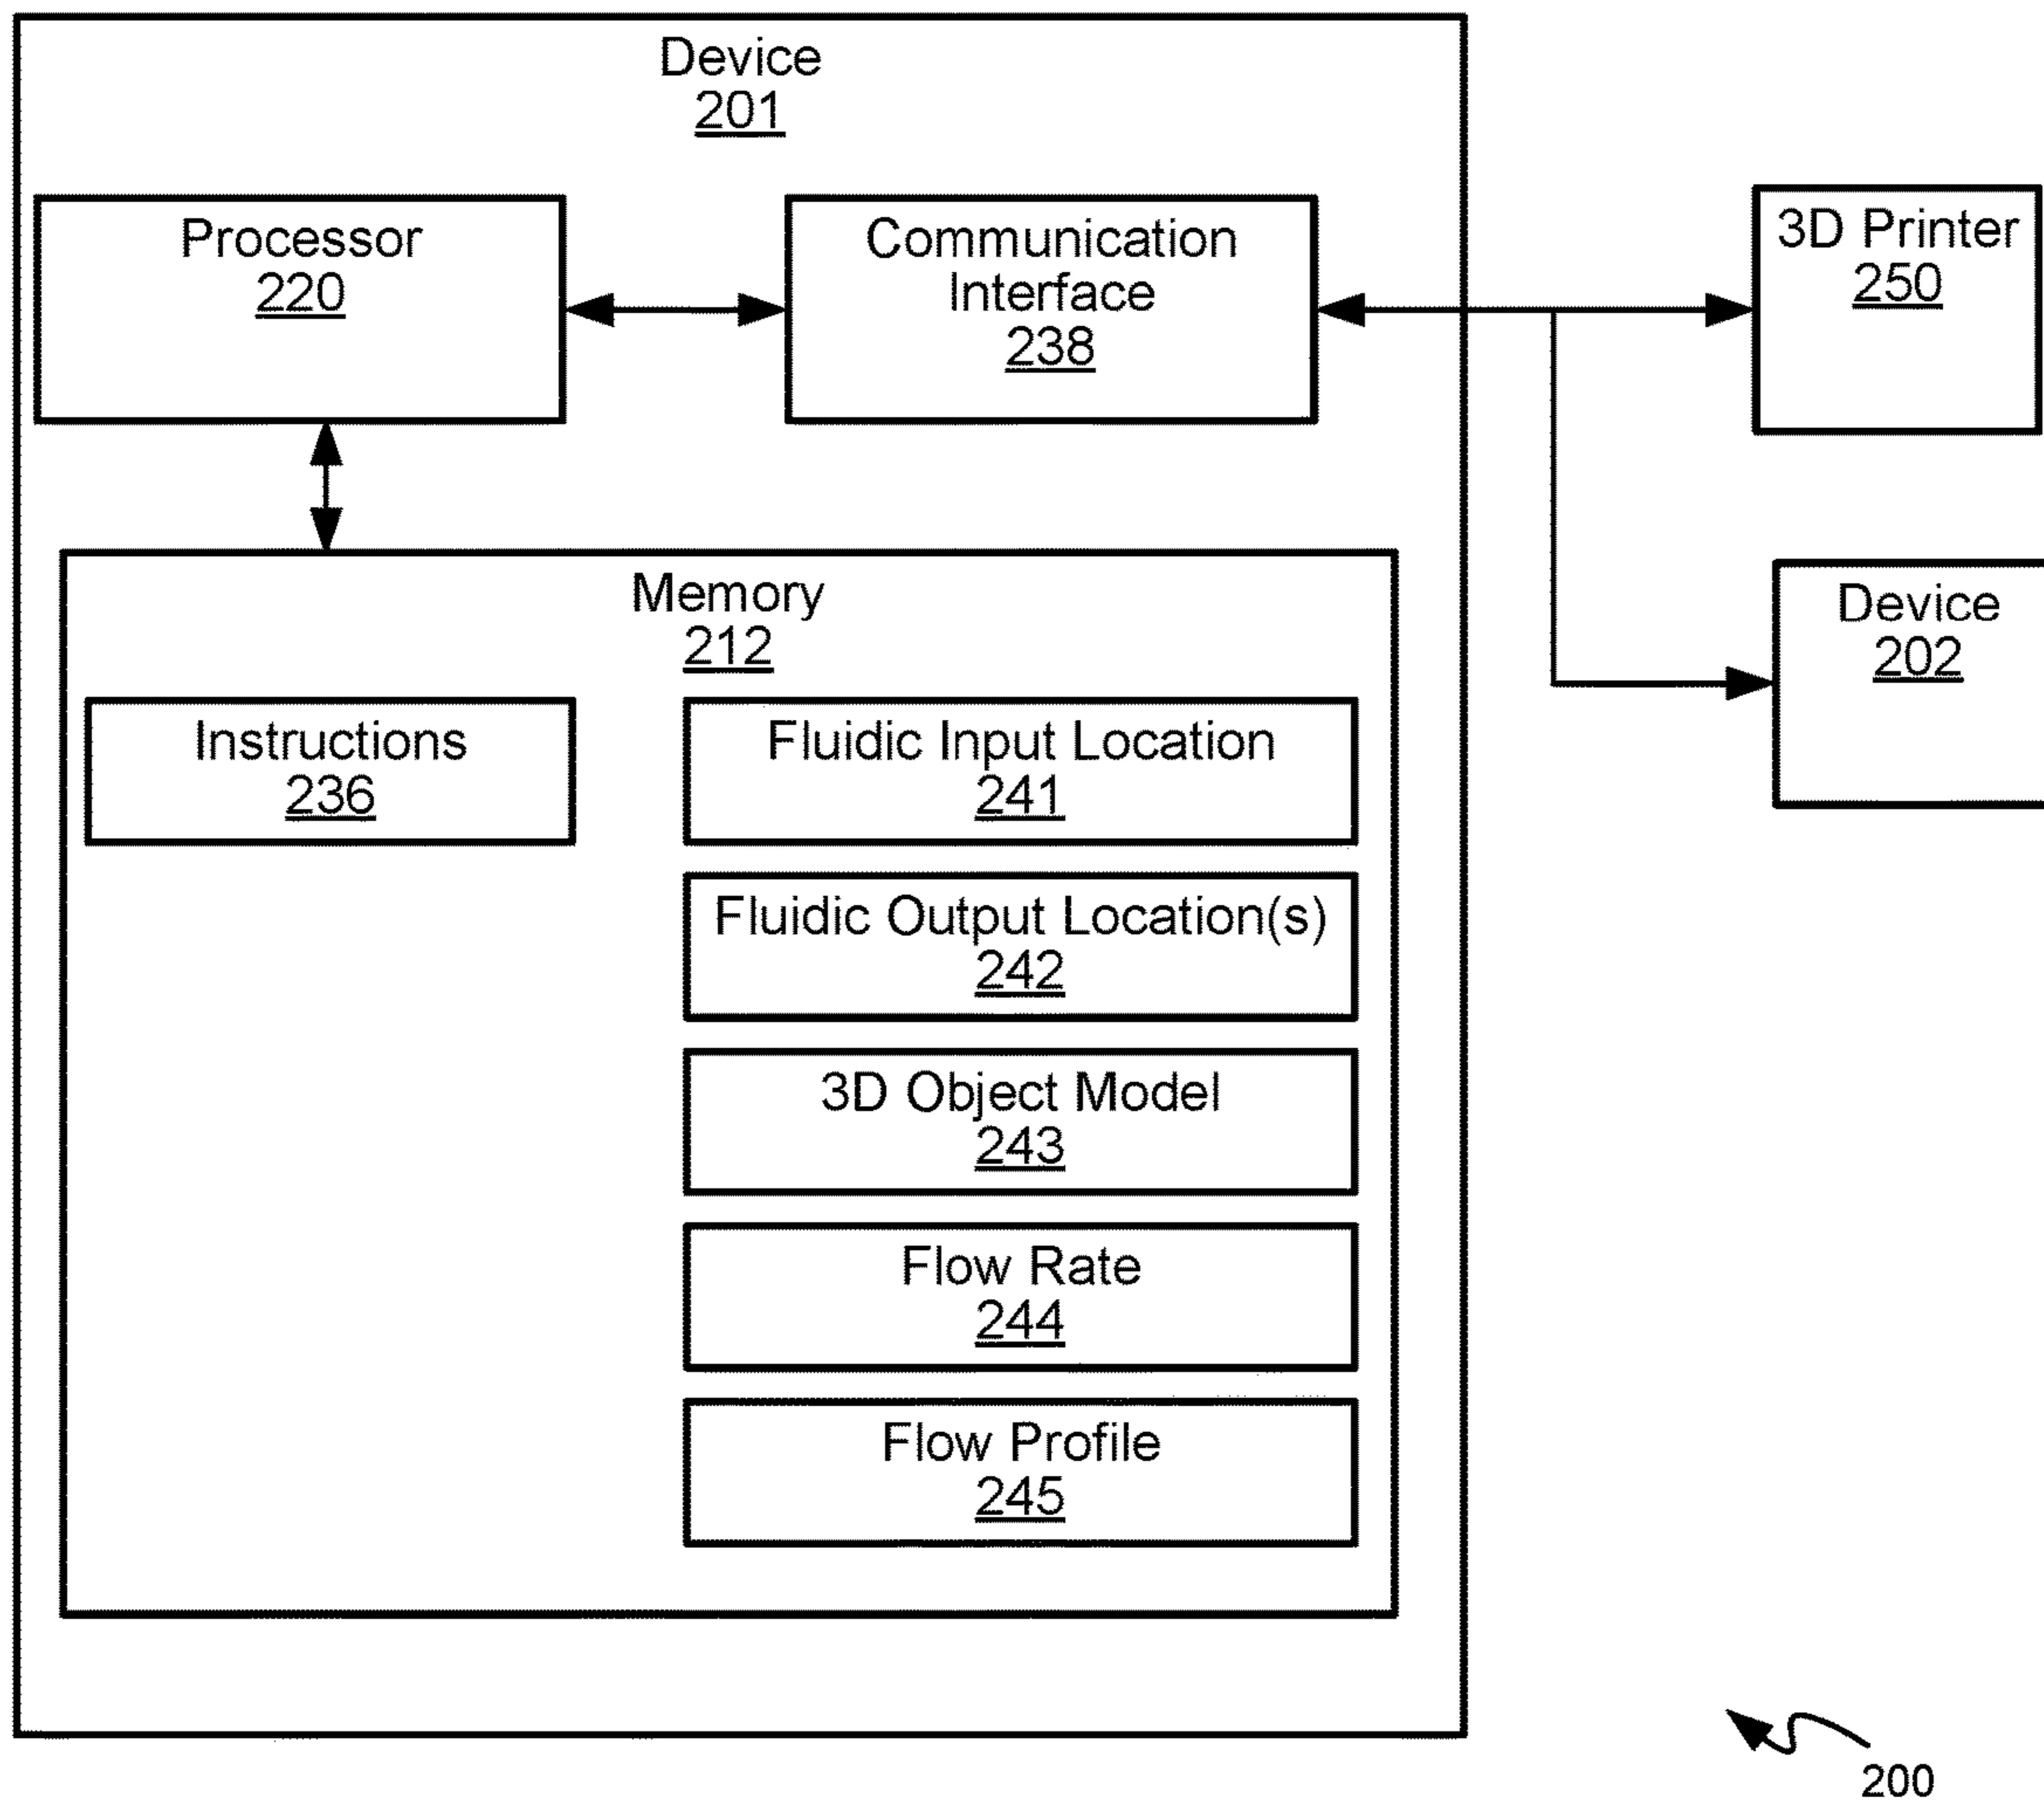 Device
201
Processor
220
Communication
Interface
238
3D Printer
250
Memory
212
Device
202
Instructions
236
Fluidic Input Location
241
Fluidic Output Location(s)
242
3D Object Model
243
Flow Rate
244
Flow Profile
245
200